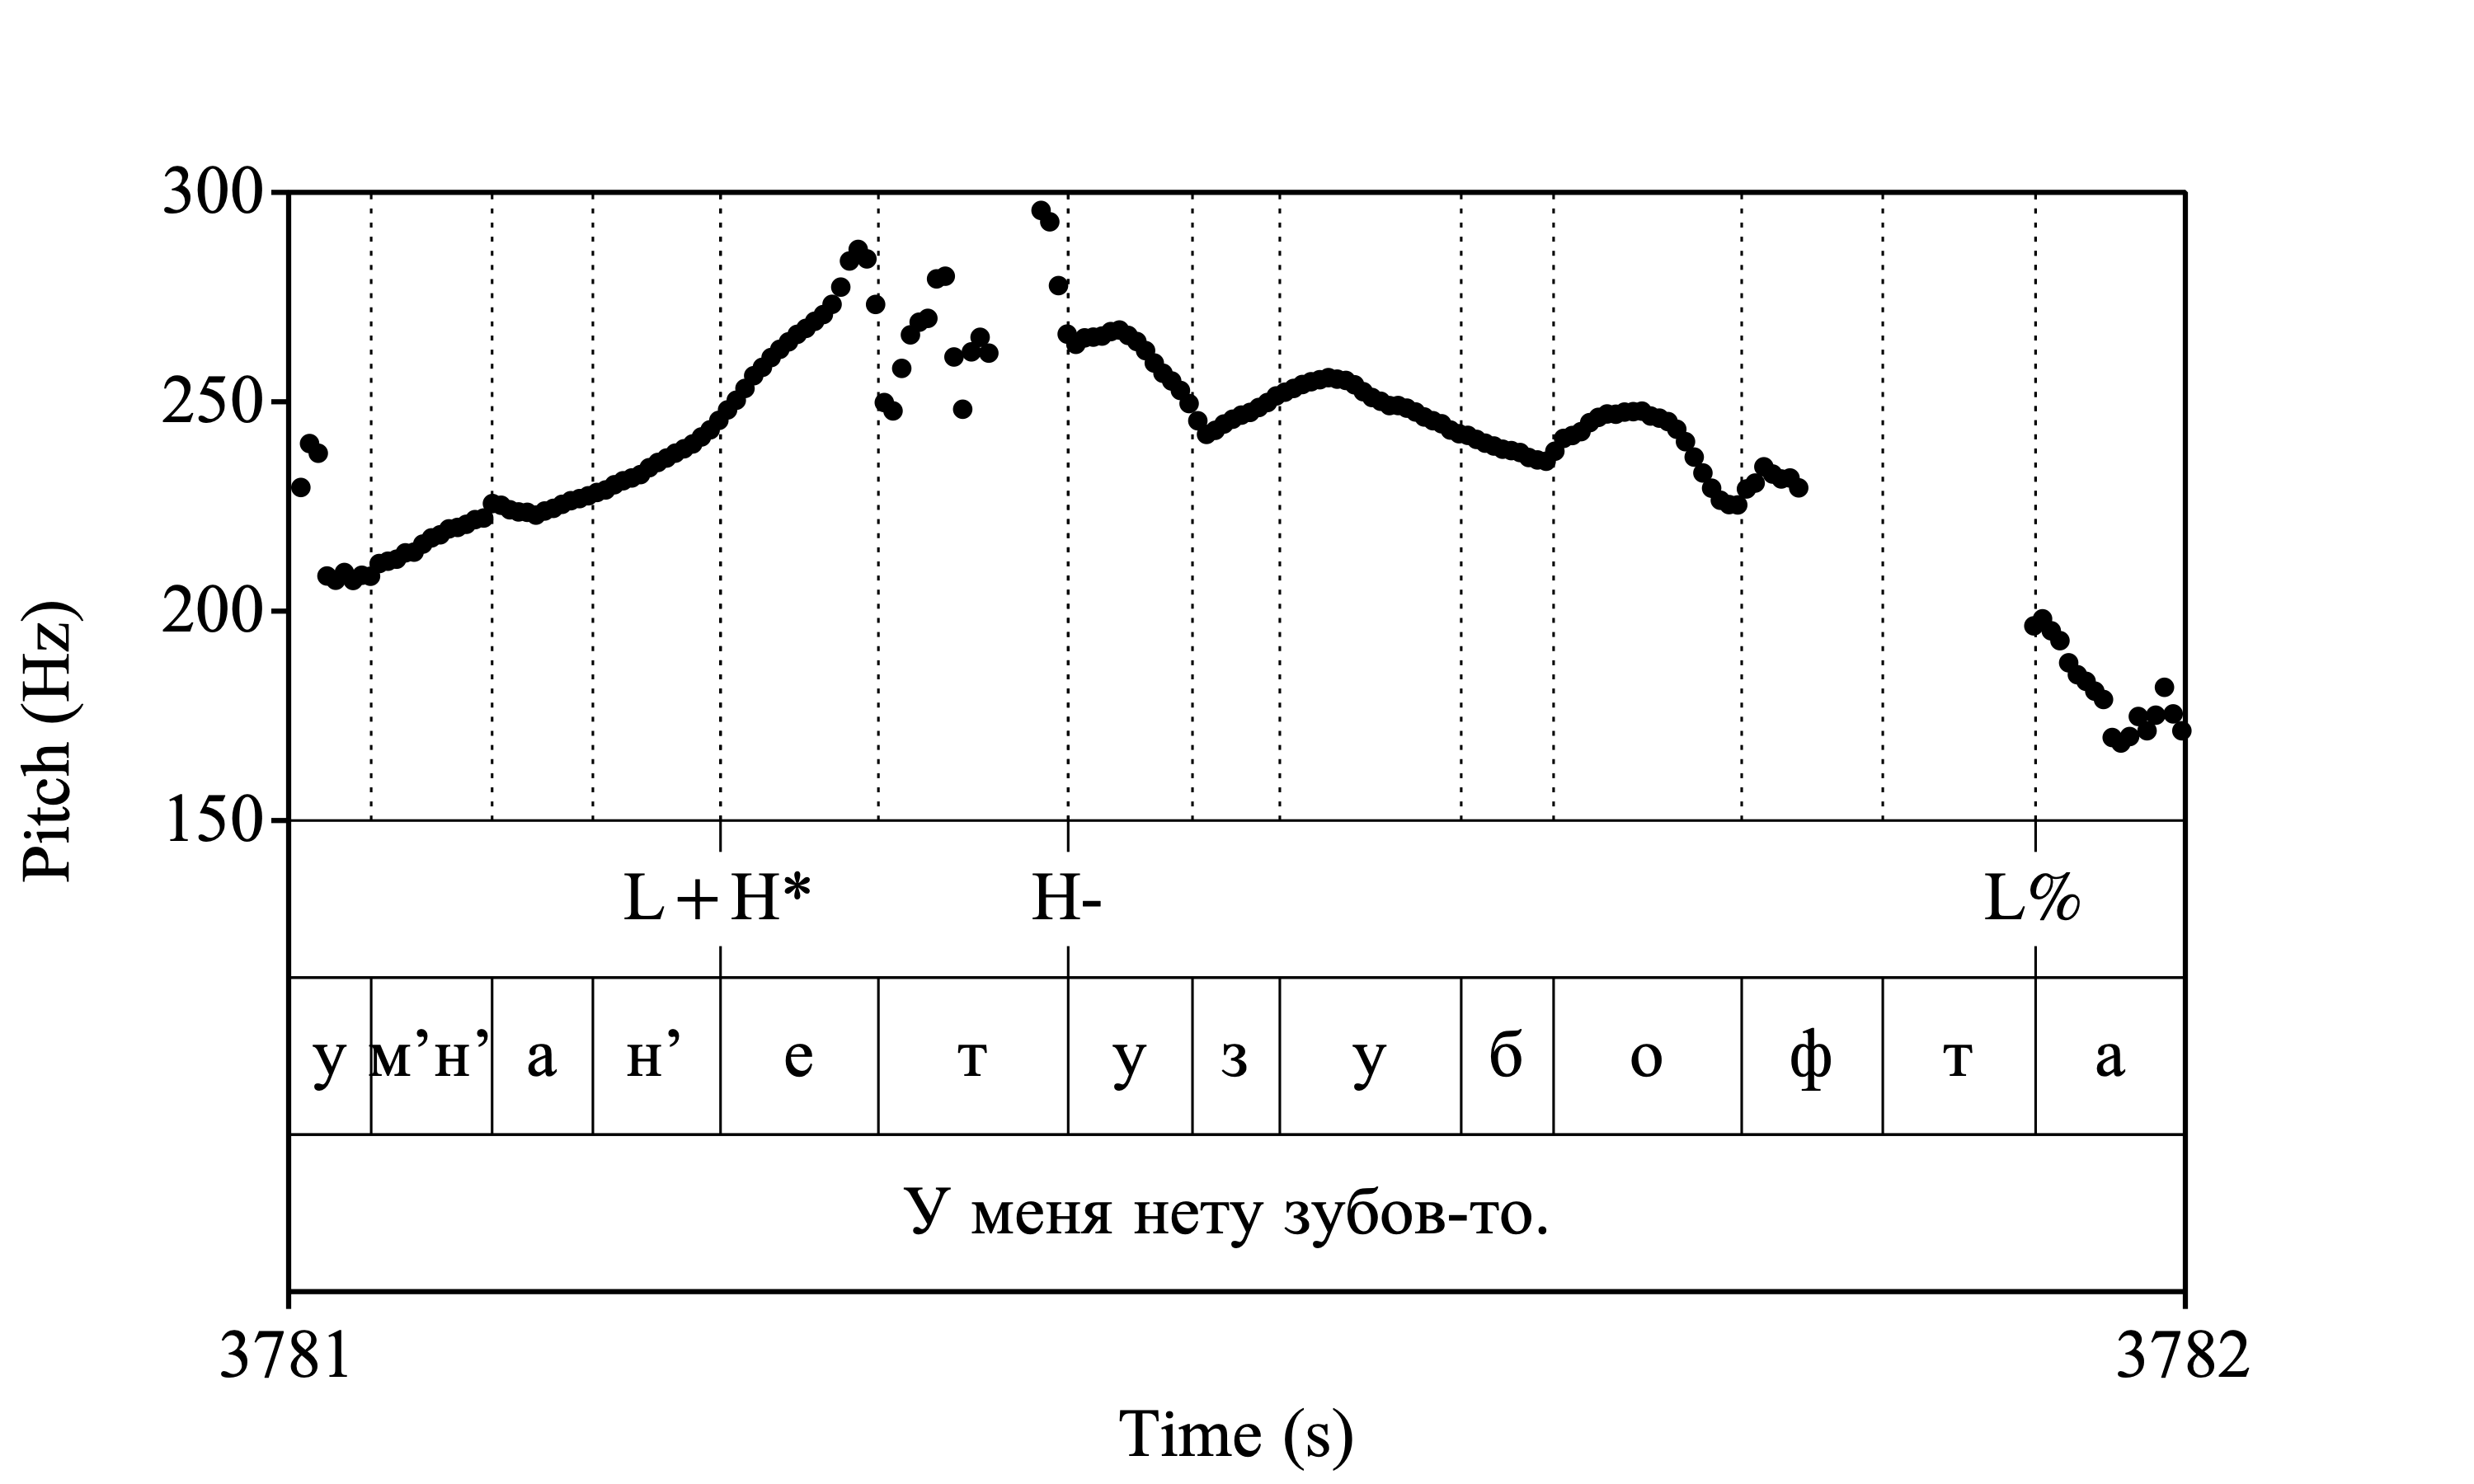 300
250
200
150
Pitch (Hz)
L+H* H- L%
у м’н’ а н’ е т у з у б о ф т а
У меня нету зубов-то.
3781 3782
Time (s)